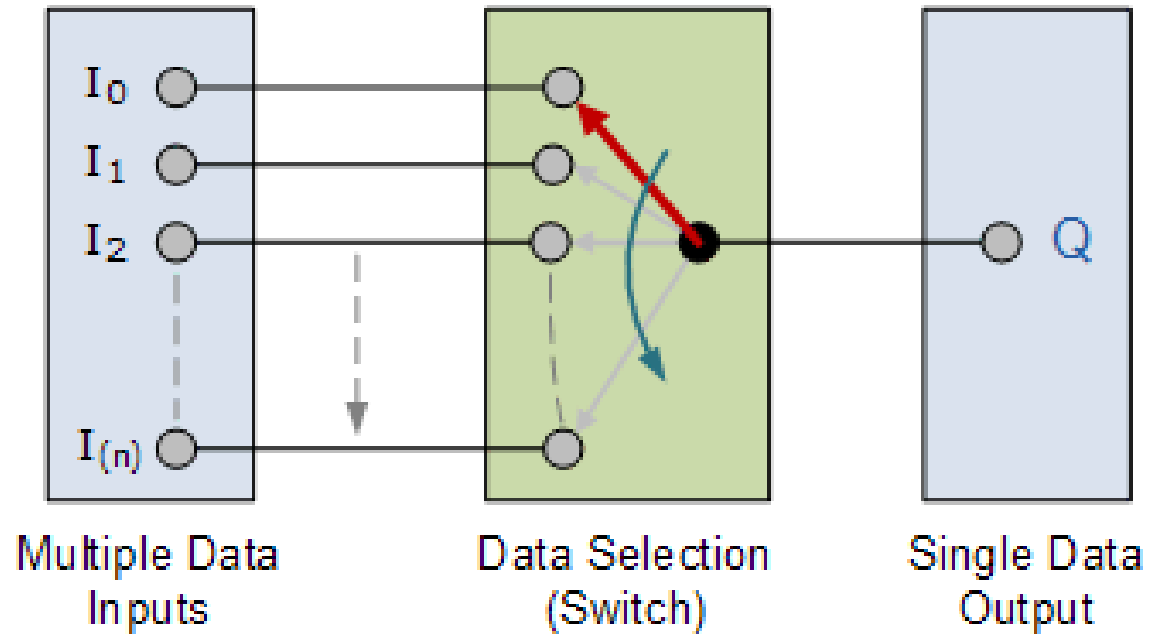 I0
I1
I2
I(n)
Q
Multiple Data
Inputs
Data Selection
(Switch)
Single Data
Output